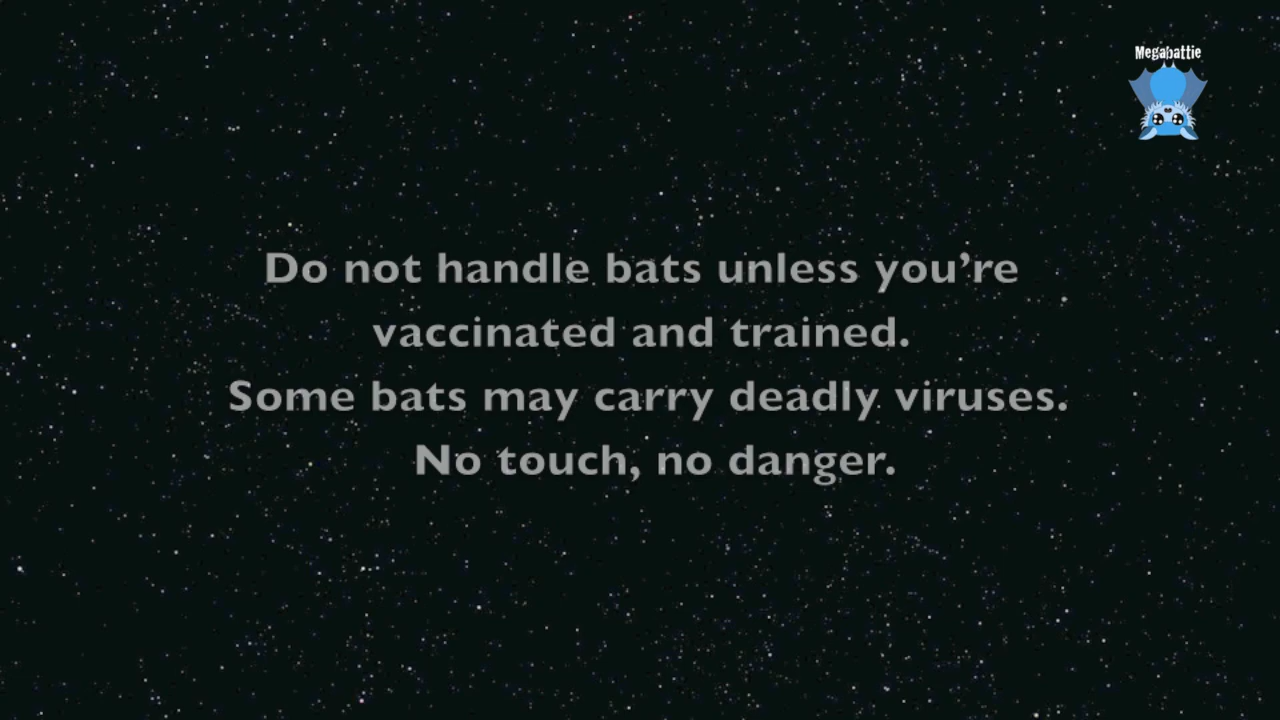 Megabattie
Do not handle bats unless you’re
vaccinated and trained.
Some bats may carry deadly viruses.
No touch, no danger.